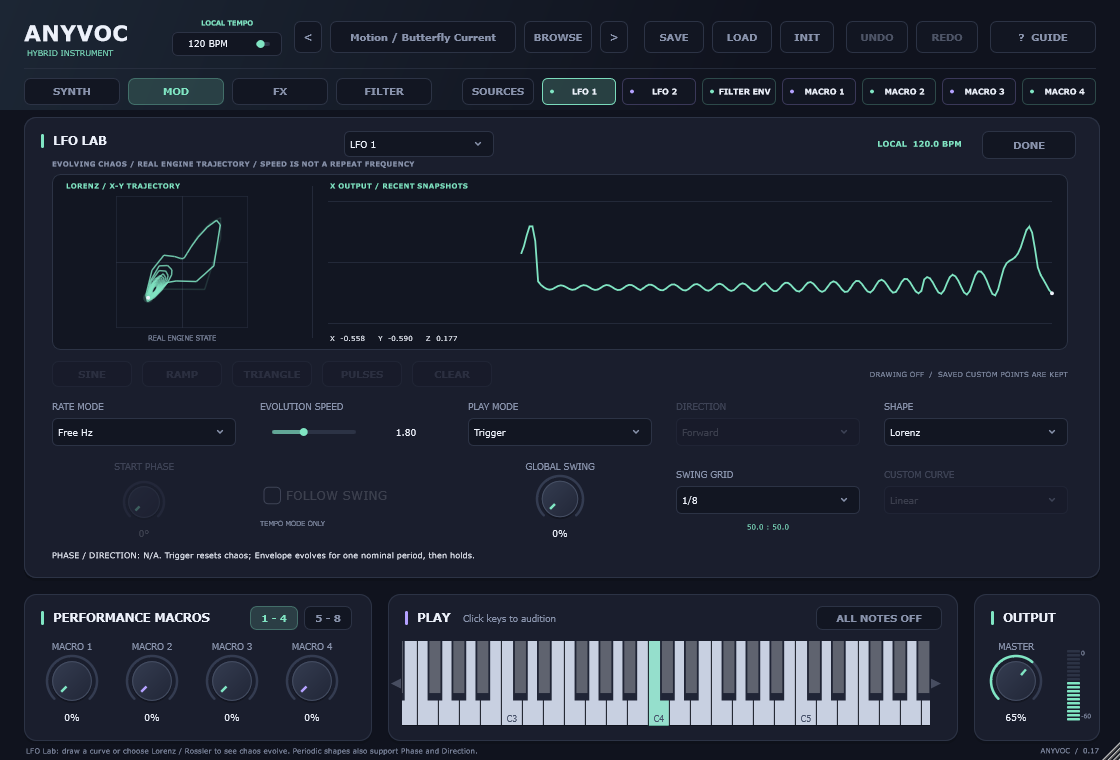 ANYVOC
HYBRID INSTRUMENT
LOCAL TEMPO
120 BPM
< Motion / Butterfly Current BROWSE > SAVE LOAD INIT UNDO REDO ? GUIDE
SYNTH MOD FX FILTER SOURCES LFO 1 LFO 2 FILTER ENV MACRO 1 MACRO 2 MACRO 3 MACRO 4
LFO LAB
LFO 1
LOCAL 120.0 BPM
DONE
EVOLVING CHAOS / REAL ENGINE TRAJECTORY / SPEED IS NOT A REPEAT FREQUENCY
LORENZ / X-Y TRAJECTORY
X OUTPUT / RECENT SNAPSHOTS
REAL ENGINE STATE
X -0.558 Y -0.590 Z 0.177
SINE RAMP TRIANGLE PULSES CLEAR
DRAWING OFF / SAVED CUSTOM POINTS ARE KEPT
RATE MODE EVOLUTION SPEED PLAY MODE DIRECTION SHAPE
Free Hz 1.80 Trigger Forward Lorenz
START PHASE GLOBAL SWING SWING GRID CUSTOM CURVE
FOLLOW SWING 1/8 Linear
TEMPO MODE ONLY 50.0 : 50.0
0° 0%
PHASE / DIRECTION: N/A. Trigger resets chaos; Envelope evolves for one nominal period, then holds.
PERFORMANCE MACROS 1 - 4 5 - 8
MACRO 1 MACRO 2 MACRO 3 MACRO 4
0% 0% 0% 0%
PLAY Click keys to audition ALL NOTES OFF
C3 C4 C5
OUTPUT
MASTER
65%
0
-60
LFO Lab: draw a curve or choose Lorenz / Rossler to see chaos evolve. Periodic shapes also support Phase and Direction.
ANYVOC / 0.17